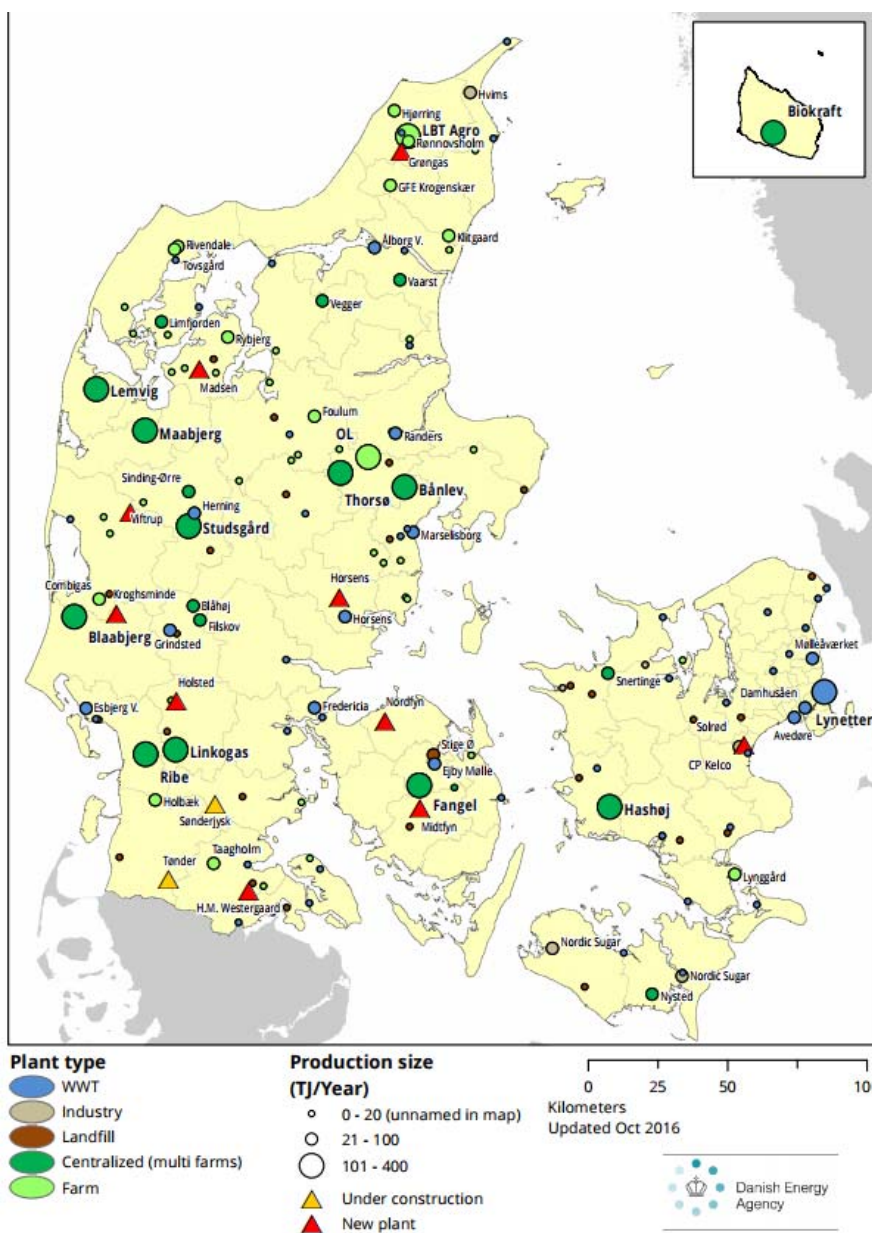 Hvims
Biokraft
Hjørring
LBT Agro
Rønnovsholm
Grøngas
GFE Krogenskær
Rivendale
Tovsgård
Ålborg V.
Klitgaard
Vaarst
Vegger
Limfjorden
Rybjerg
Madsen
Lemvig
Foulum
Maabjerg
OL
Randers
Sinding-Ørre
Thorsø
Bånlev
Viftrup
Herning
Studsgård
Marselisborg
Combigas
Kroghsminde
Horsens
Blåhøj
Blaabjerg
Filskov
Horsens
Grindsted
Mølleåværket
Snertinge
Holsted
Damhusåen
Esbjerg V.
Fredericia
Nordfyn
Lynetten
Solrød
Avedøre
Linkogas
Stige Ø
CP Kelco
Ribe
Ejby Mølle
Holbæk
Fangel
Hashøj
Sønderjysk
Midtfyn
Tønder
Taagholm
Lynggård
H.M. Westergaard
Nordic Sugar
Nordic Sugar
Nysted
Plant type
WWT
Industry
Landfill
Centralized (multi farms)
Farm
Production size
(TJ/Year)
0 - 20 (unnamed in map)
21 - 100
101 - 400
Under construction
New plant
0 25 50 100
Kilometers
Updated Oct 2016
Danish Energy
Agency